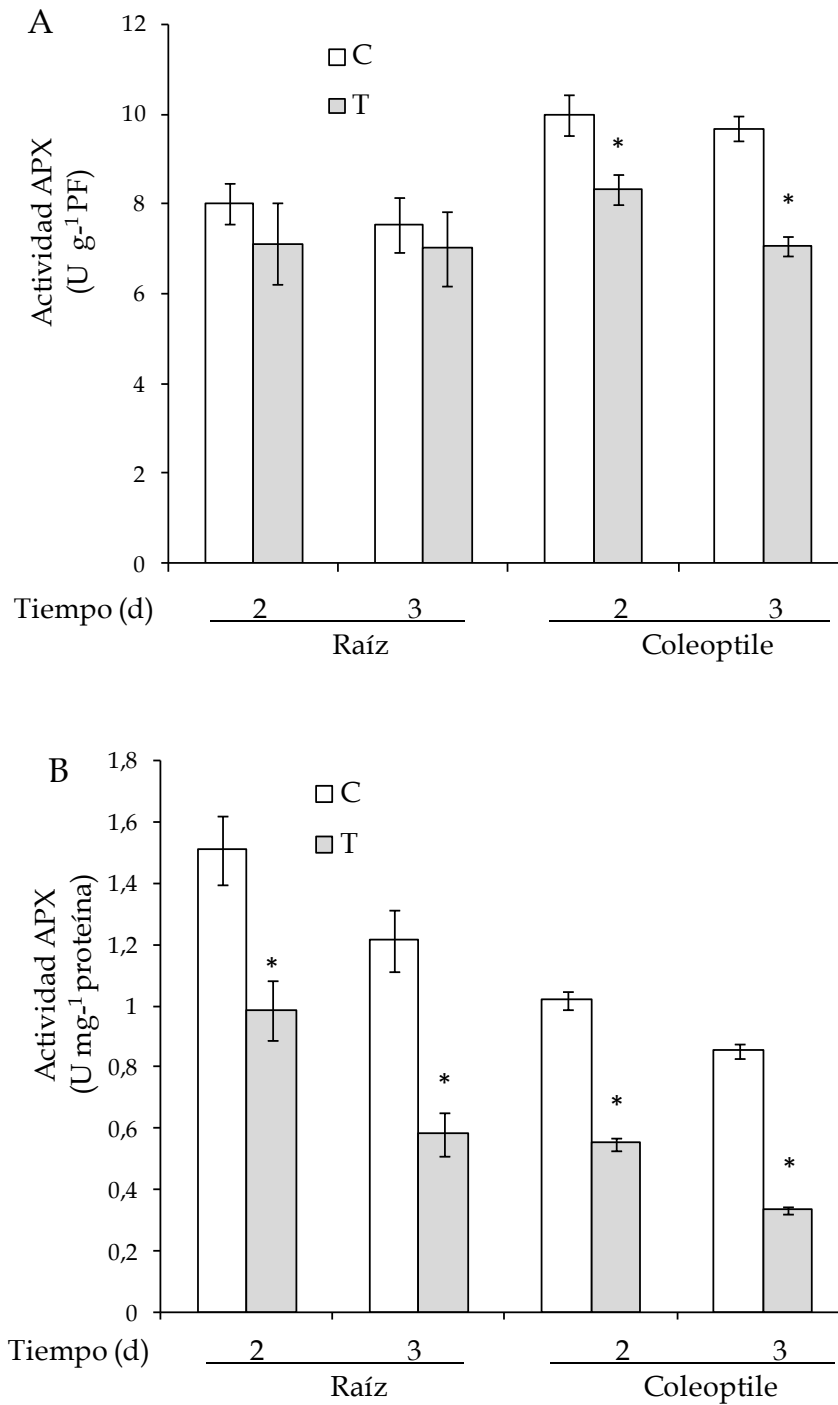 A
12
10
8
6
4
2
0
C
T
Actividad APX
(U g-1 PF)
*
*
Tiempo (d)
2 3 2 3
Raíz Coleoptile
B
1,8
1,6
1,4
1,2
1
0,8
0,6
0,4
0,2
0
C
T
Actividad APX
(U mg-1 proteína)
*
*
*
*
Tiempo (d)
2 3 2 3
Raíz Coleoptile